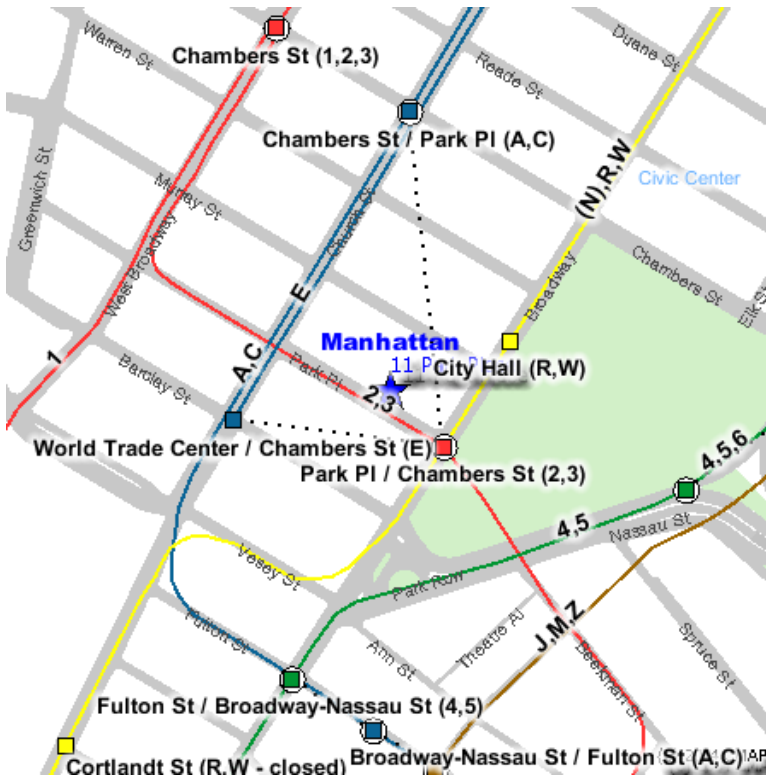 Warren St
Duane St
Chambers St (1,2,3)
Reade St
Chambers St / Park Pl (A,C)
(N),R,W
Civic Center
Greenwich St
Murray St
Church St
West Broadway
Broadway
Chambers St
E
Elk St
Manhattan
1
A,C
11
City Hall (R,W)
Barclay St
Park Pl
2,3
World Trade Center / Chambers St (E)
Park Pl / Chambers St (2,3)
4,5,6
4,5
Nassau St
Vesey St
Park Row
Theatre Al
J,M,Z
Fulton St
Ann St
Spruce St
Beekman St
Fulton St / Broadway-Nassau St (4,5)
Broadway-Nassau St / Fulton St (A,C)
Cortlandt St (R,W - closed)